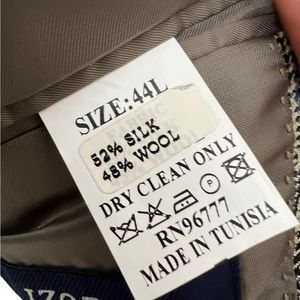 SIZE:44L
52% SILK
48% WOOL
DRY CLEAN ONLY
P
RN96777
MADE IN TUNISIA